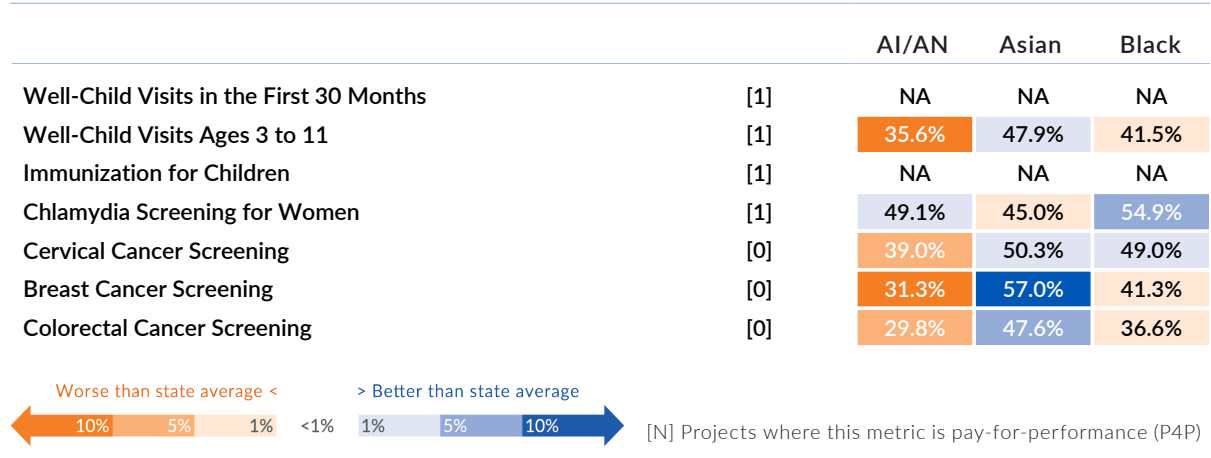 AI/AN Asian Black
Well-Child Visits in the First 30 Months [1] NA NA NA
Well-Child Visits Ages 3 to 11 [1] 35.6% 47.9% 41.5%
Immunization for Children [1] NA NA NA
Chlamydia Screening for Women [1] 49.1% 45.0% 54.9%
Cervical Cancer Screening [0] 39.0% 50.3% 49.0%
Breast Cancer Screening [0] 31.3% 57.0% 41.3%
Colorectal Cancer Screening [0] 29.8% 47.6% 36.6%
Worse than state average < > Better than state average
10% 5% 1% <1% 1% 5% 10%
[N] Projects where this metric is pay-for-performance (P4P)